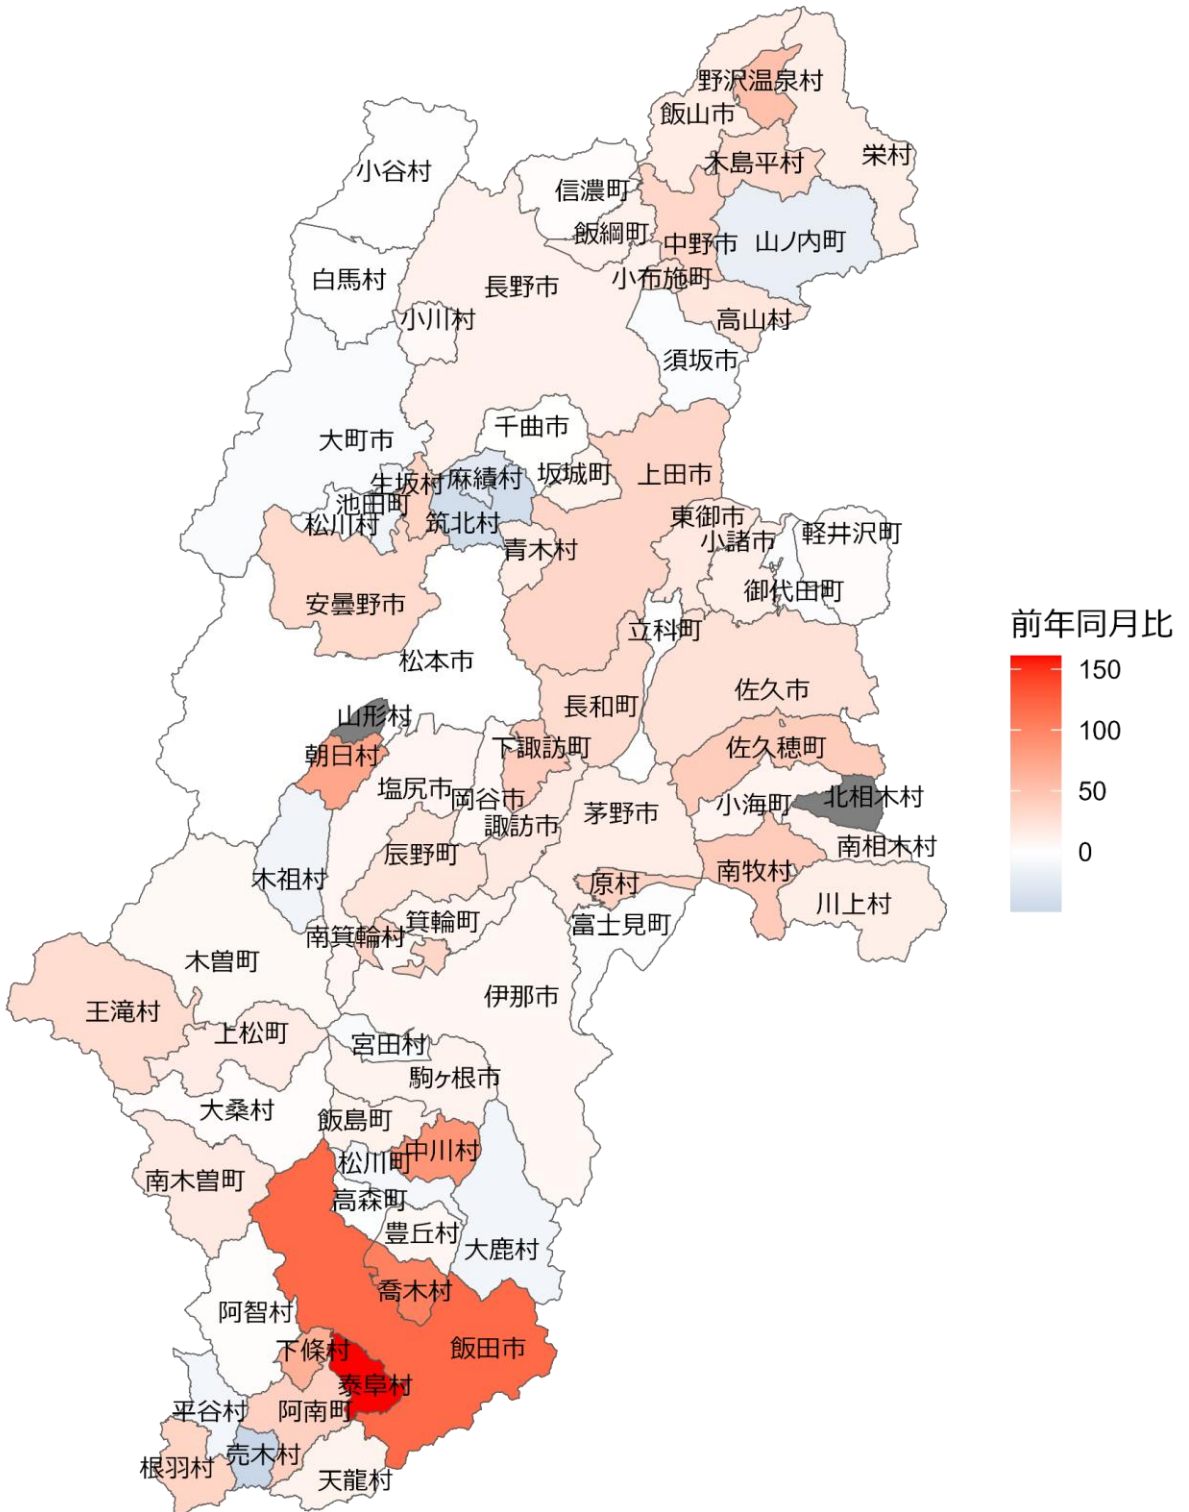 野沢温泉村
飯山市
木島平村
栄村
小谷村
信濃町
飯綱町
中野市
山ノ内町
白馬村
長野市
小布施町
小川村
高山村
須坂市
大町市
千曲市
生坂村
麻績村
坂城町
上田市
池田町
松川村
筑北村
東御市
小諸市
軽井沢町
青木村
御代田町
安曇野市
立科町
松本市
佐久市
長和町
山形村
朝日村
下諏訪町
佐久穂町
塩尻市
岡谷市
茅野市
小海町
北相木村
諏訪市
南相木村
辰野町
木祖村
原村
南牧村
川上村
箕輪町
富士見町
南箕輪村
木曽町
伊那市
王滝村
上松町
宮田村
駒ヶ根市
大桑村
飯島町
南木曽町
松川町
中川村
高森町
豊丘村
大鹿村
喬木村
阿智村
下條村
飯田市
泰阜村
平谷村
阿南町
根羽村
売木村
天龍村
前年同月比
150
100
50
0